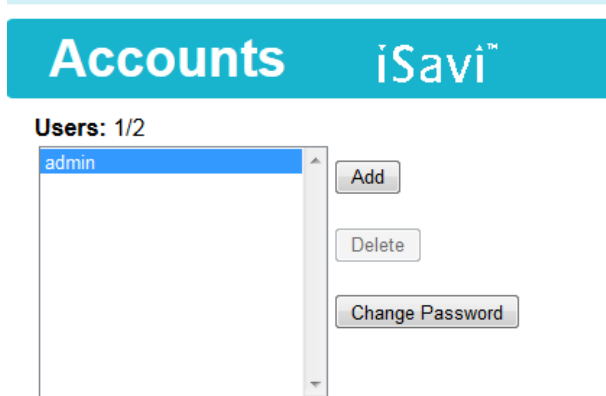 Accounts iSavi™
Users: 1/2
admin
Add
Delete
Change Password